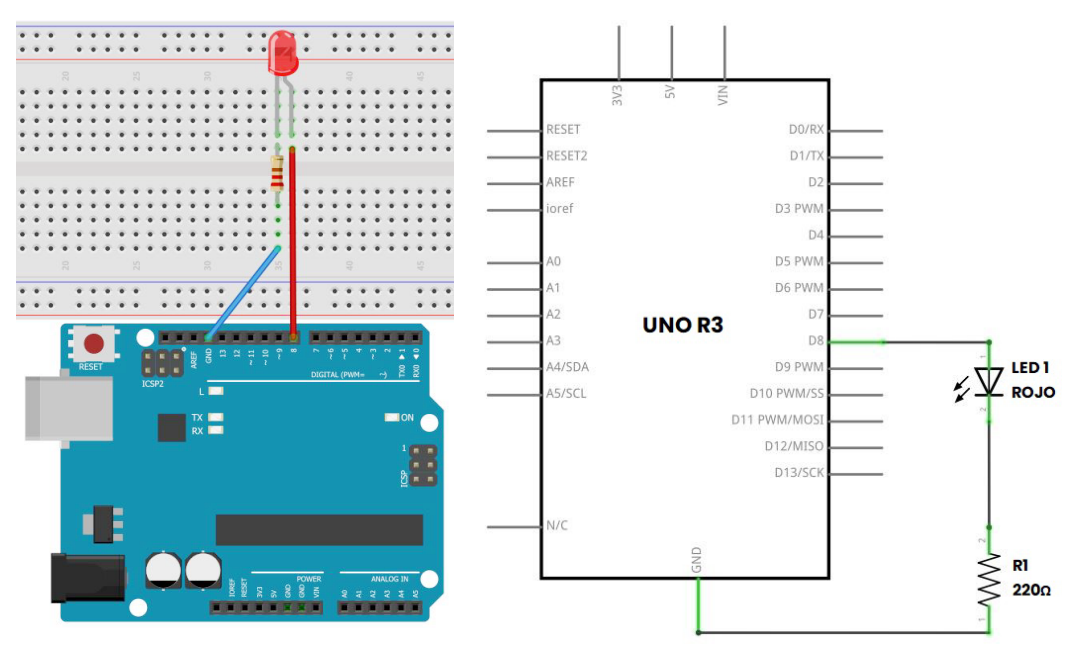 20
25
30
35
40
45
20
25
30
35
40
45
RESET
ICSP2
AREF
GND
13
12
~11
~10
~9
8
7
~6
~5
4
~3
2
TX0 ▶ 1
RX0 ◀ 0
DIGITAL (PWM= ~)
L
TX
RX
ON
1
ICSP
POWER
ANALOG IN
IOREF
RESET
3V3
5V
GND
GND
VIN
A0
A1
A2
A3
A4
A5
3V3
5V
VIN
RESET
RESET2
AREF
ioref
A0
A1
A2
A3
A4/SDA
A5/SCL
N/C
UNO R3
D0/RX
D1/TX
D2
D3 PWM
D4
D5 PWM
D6 PWM
D7
D8
D9 PWM
D10 PWM/SS
D11 PWM/MOSI
D12/MISO
D13/SCK
GND
1
LED 1
ROJO
2
2
R1
220Ω
1